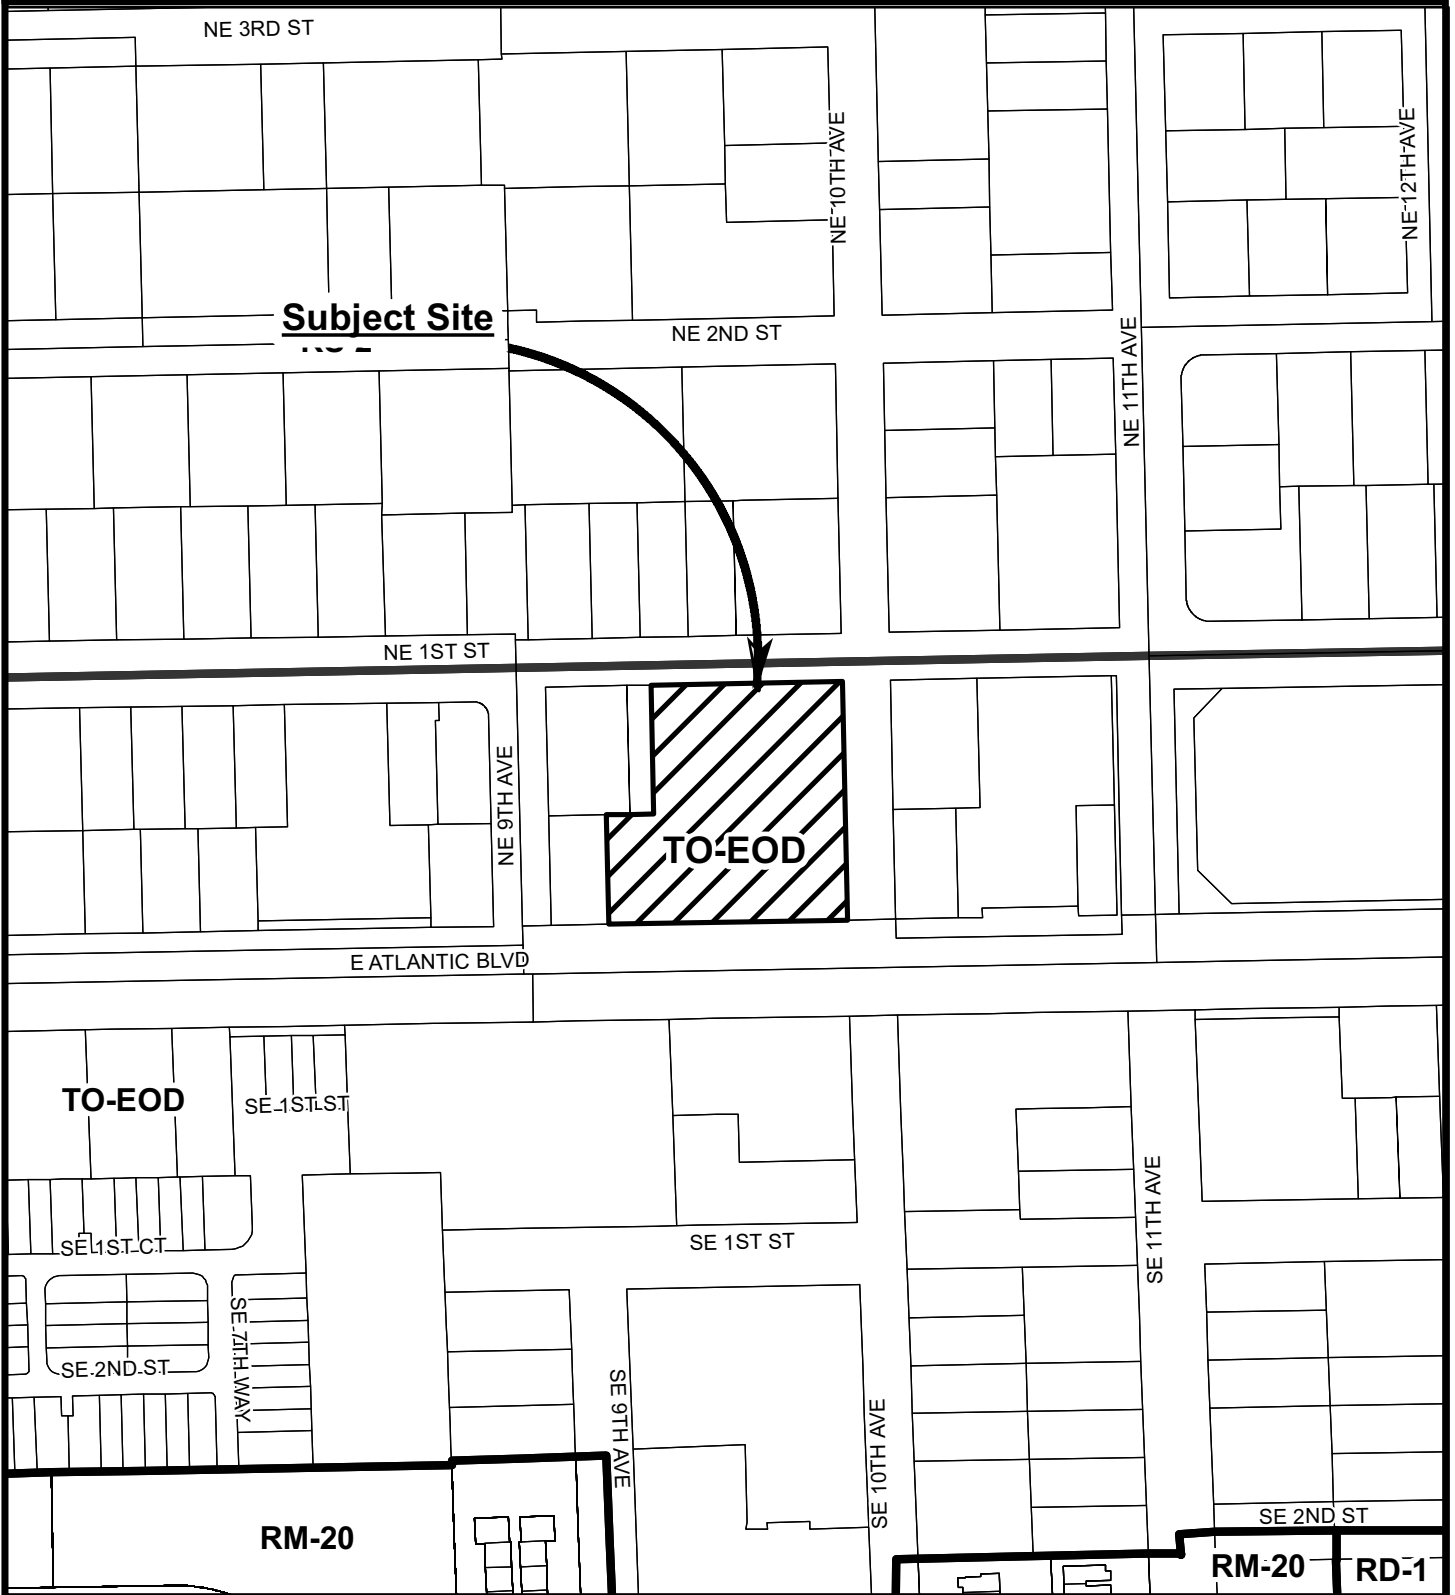 NE 3RD ST
NE 10TH AVE
NE 12TH AVE
Subject Site
NE 2ND ST
NE 11TH AVE
NE 1ST ST
NE 9TH AVE
TO-EOD
E ATLANTIC BLVD
TO-EOD
SE 1ST ST
SE 11TH AVE
SE 1ST CT
SE 1ST ST
SE 7TH WAY
SE 2ND ST
SE 9TH AVE
SE 10TH AVE
SE 2ND ST
RM-20
RM-20
RD-1